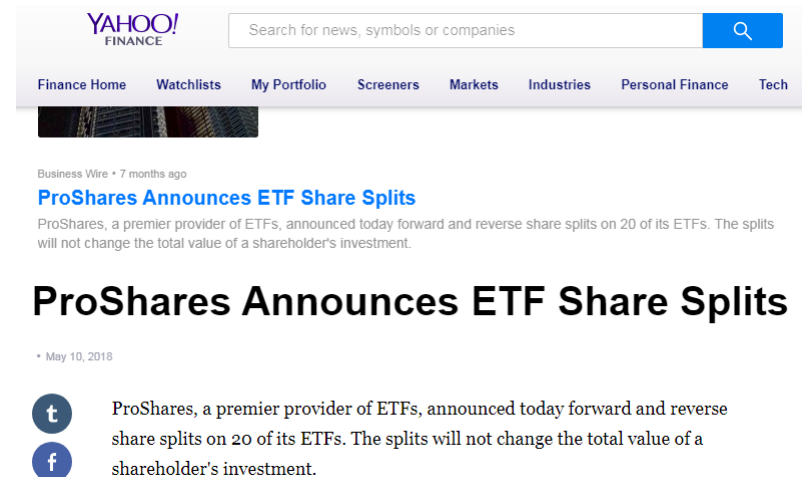 YAHOO!
FINANCE
Search for news, symbols or companies
Finance Home Watchlists My Portfolio Screeners Markets Industries Personal Finance Tech
Business Wire • 7 months ago
ProShares Announces ETF Share Splits
ProShares, a premier provider of ETFs, announced today forward and reverse share splits on 20 of its ETFs. The splits
will not change the total value of a shareholder's investment.
ProShares Announces ETF Share Splits
• May 10, 2018
t
f
ProShares, a premier provider of ETFs, announced today forward and reverse
share splits on 20 of its ETFs. The splits will not change the total value of a
shareholder's investment.